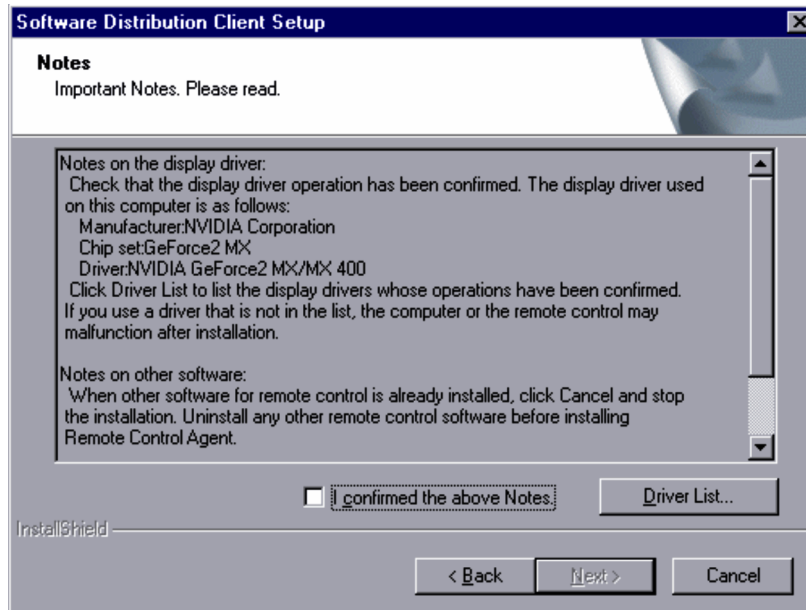 Software Distribution Client Setup
Notes
Important Notes. Please read.
Notes on the display driver:
Check that the display driver operation has been confirmed. The display driver used
on this computer is as follows:
Manufacturer:NVIDIA Corporation
Chip set:GeForce2 MX
Driver:NVIDIA GeForce2 MX/MX 400
Click Driver List to list the display drivers whose operations have been confirmed.
If you use a driver that is not in the list, the computer or the remote control may
malfunction after installation.
Notes on other software:
When other software for remote control is already installed, click Cancel and stop
the installation. Uninstall any other remote control software before installing
Remote Control Agent.
I confirmed the above Notes.
Driver List...
InstallShield
< Back
Next >
Cancel